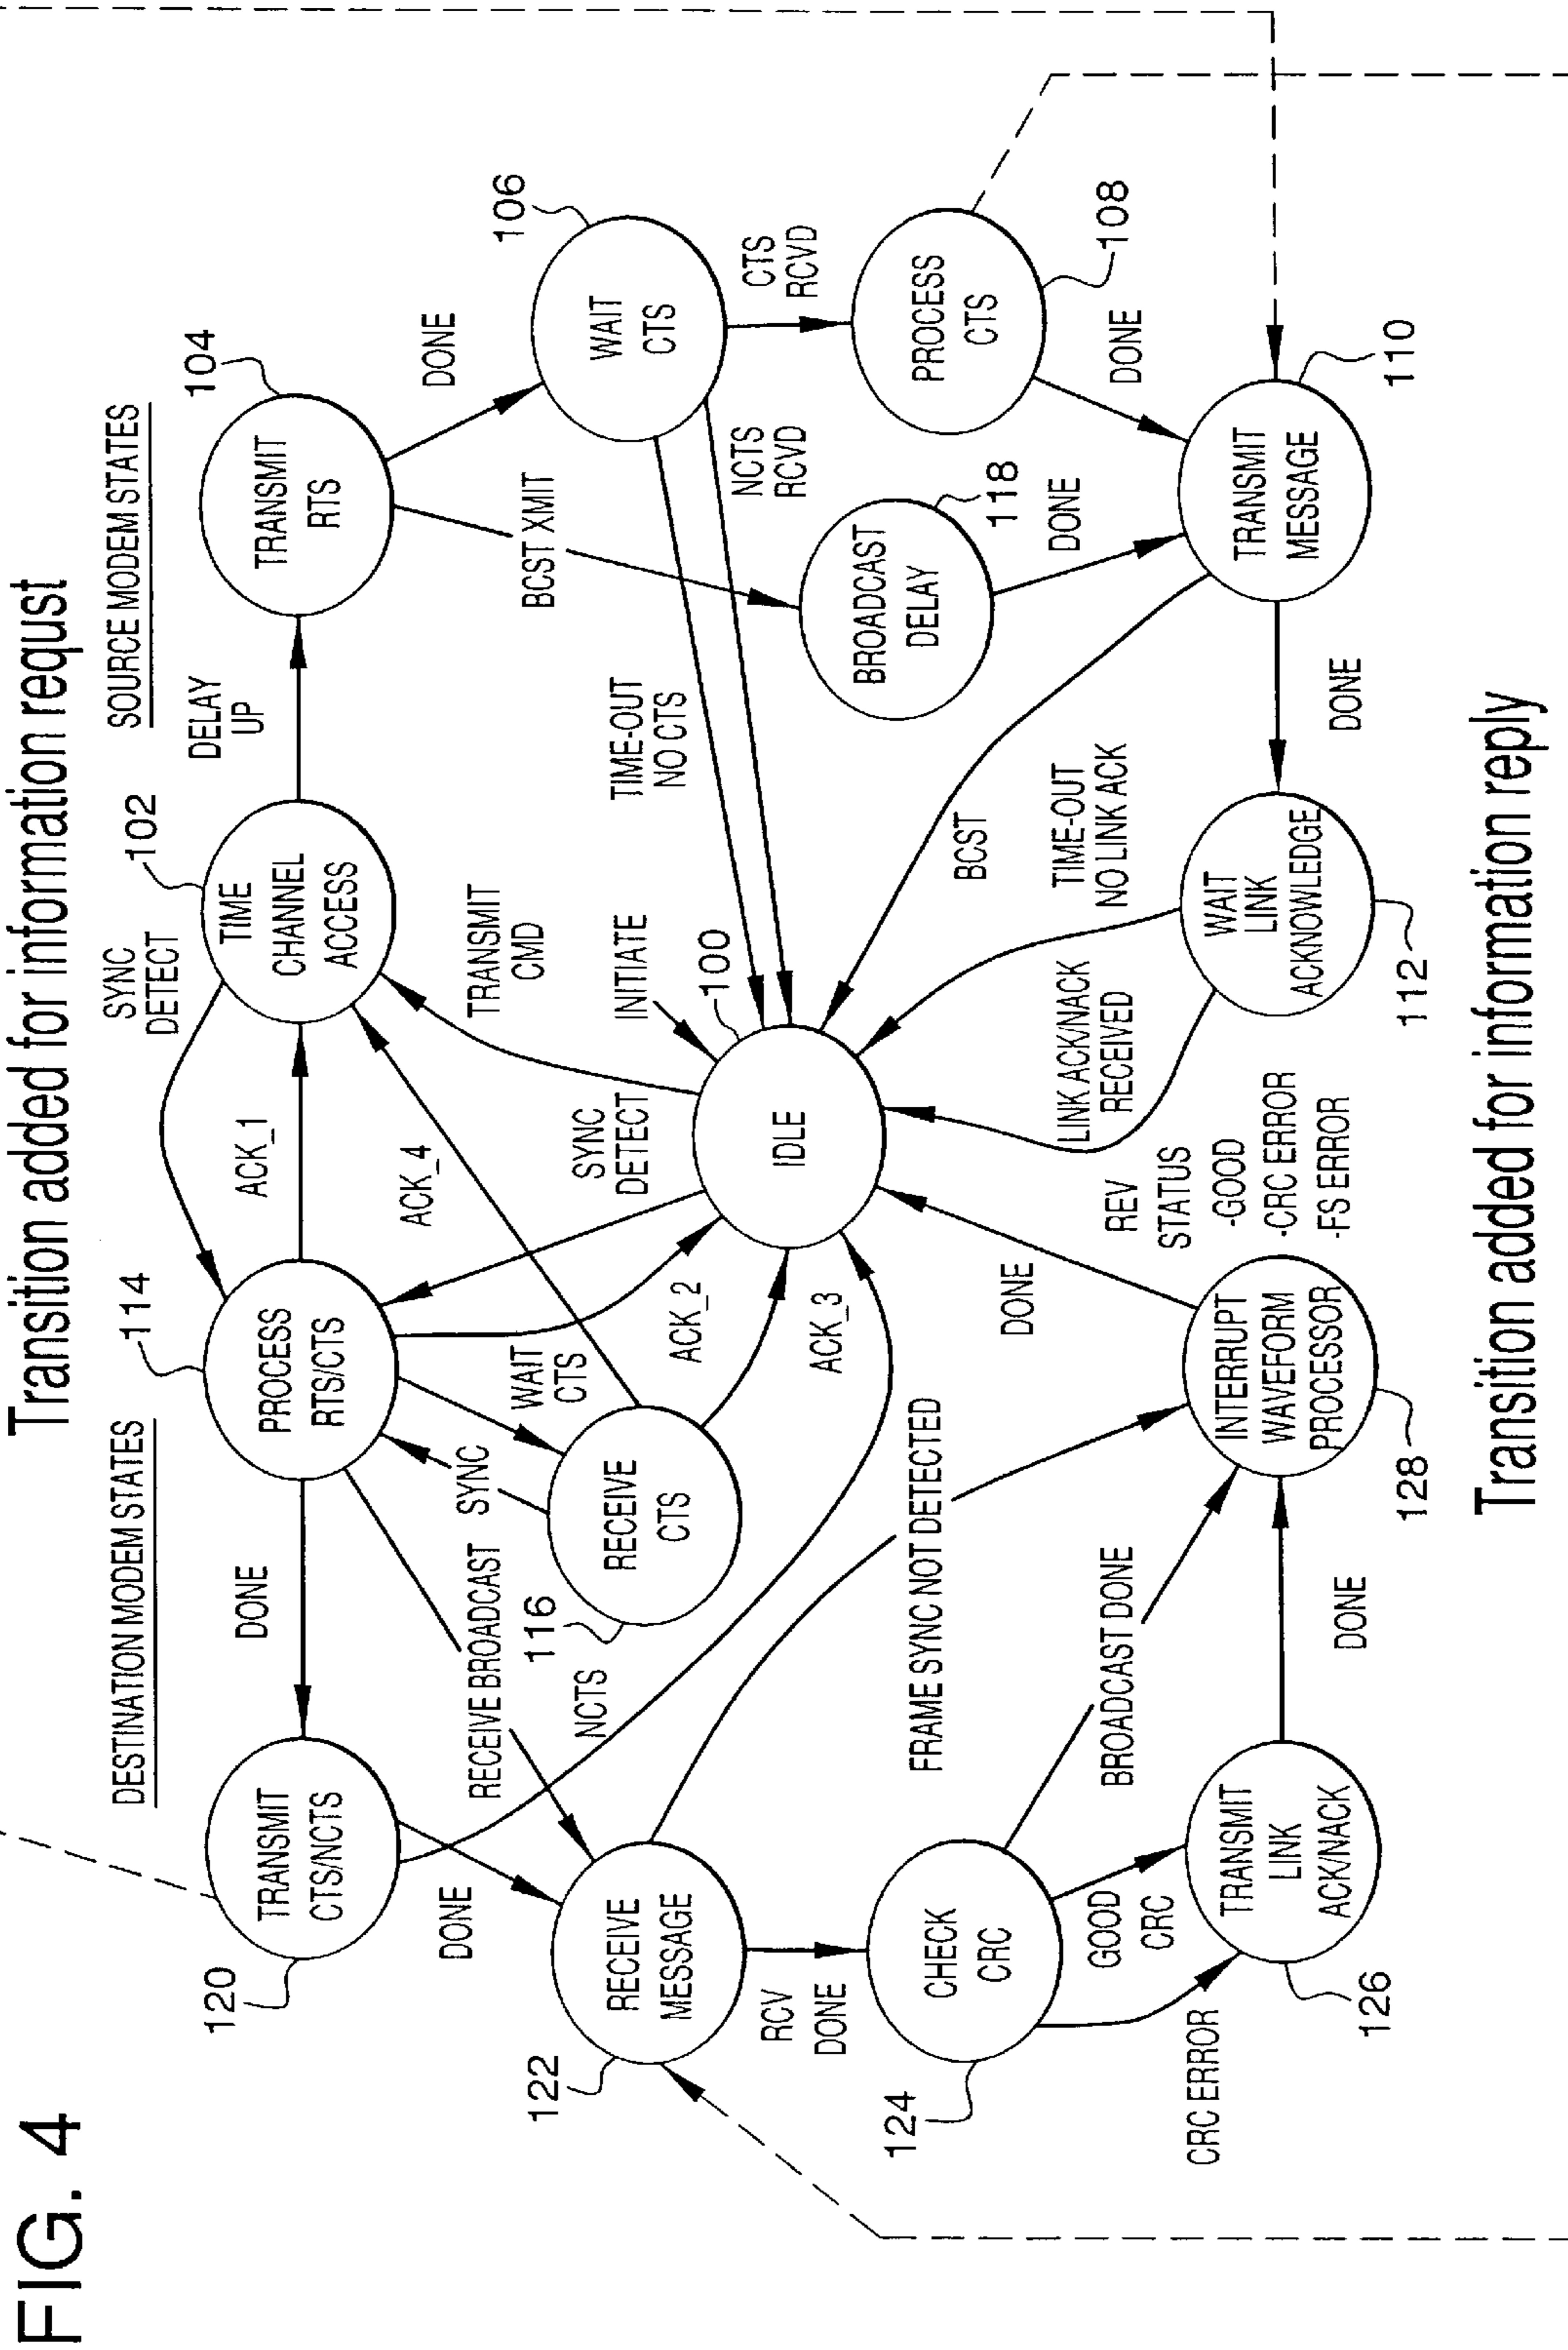 FIG. 4
Transition added for information requst
DESTINATION MODEM STATES
SOURCE MODEM STATES
120
TRANSMIT
CTS/NCTS
DONE
114
PROCESS
RTS/CTS
ACK_1
SYNC
DETECT
102
TIME
CHANNEL
ACCESS
DELAY
UP
104
TRANSMIT
RTS
DONE
BCST XMIT
106
WAIT
CTS
CTS
RCVD
NCTS
RCVD
TIME-OUT
NO CTS
TRANSMIT
CMD
INITIATE
100
IDLE
SYNC
DETECT
ACK_4
ACK_2
ACK_3
WAIT
CTS
SYNC
RECEIVE
CTS
116
NCTS
RECEIVE BROADCAST
DONE
122
RECEIVE
MESSAGE
RCV
DONE
FRAME SYNC NOT DETECTED
124
CHECK
CRC
GOOD
CRC
CRC ERROR
BROADCAST DONE
126
TRANSMIT
LINK
ACK/NACK
DONE
128
INTERRUPT
WAVEFORM
PROCESSOR
DONE
REV
STATUS
-GOOD
-CRC ERROR
-FS ERROR
LINK ACK/NACK
RECEIVED
TIME-OUT
NO LINK ACK
BCST
112
WAIT
LINK
ACKNOWLEDGE
DONE
BROADCAST
DELAY
118
DONE
PROCESS
CTS
108
DONE
TRANSMIT
MESSAGE
110
Transition added for information reply